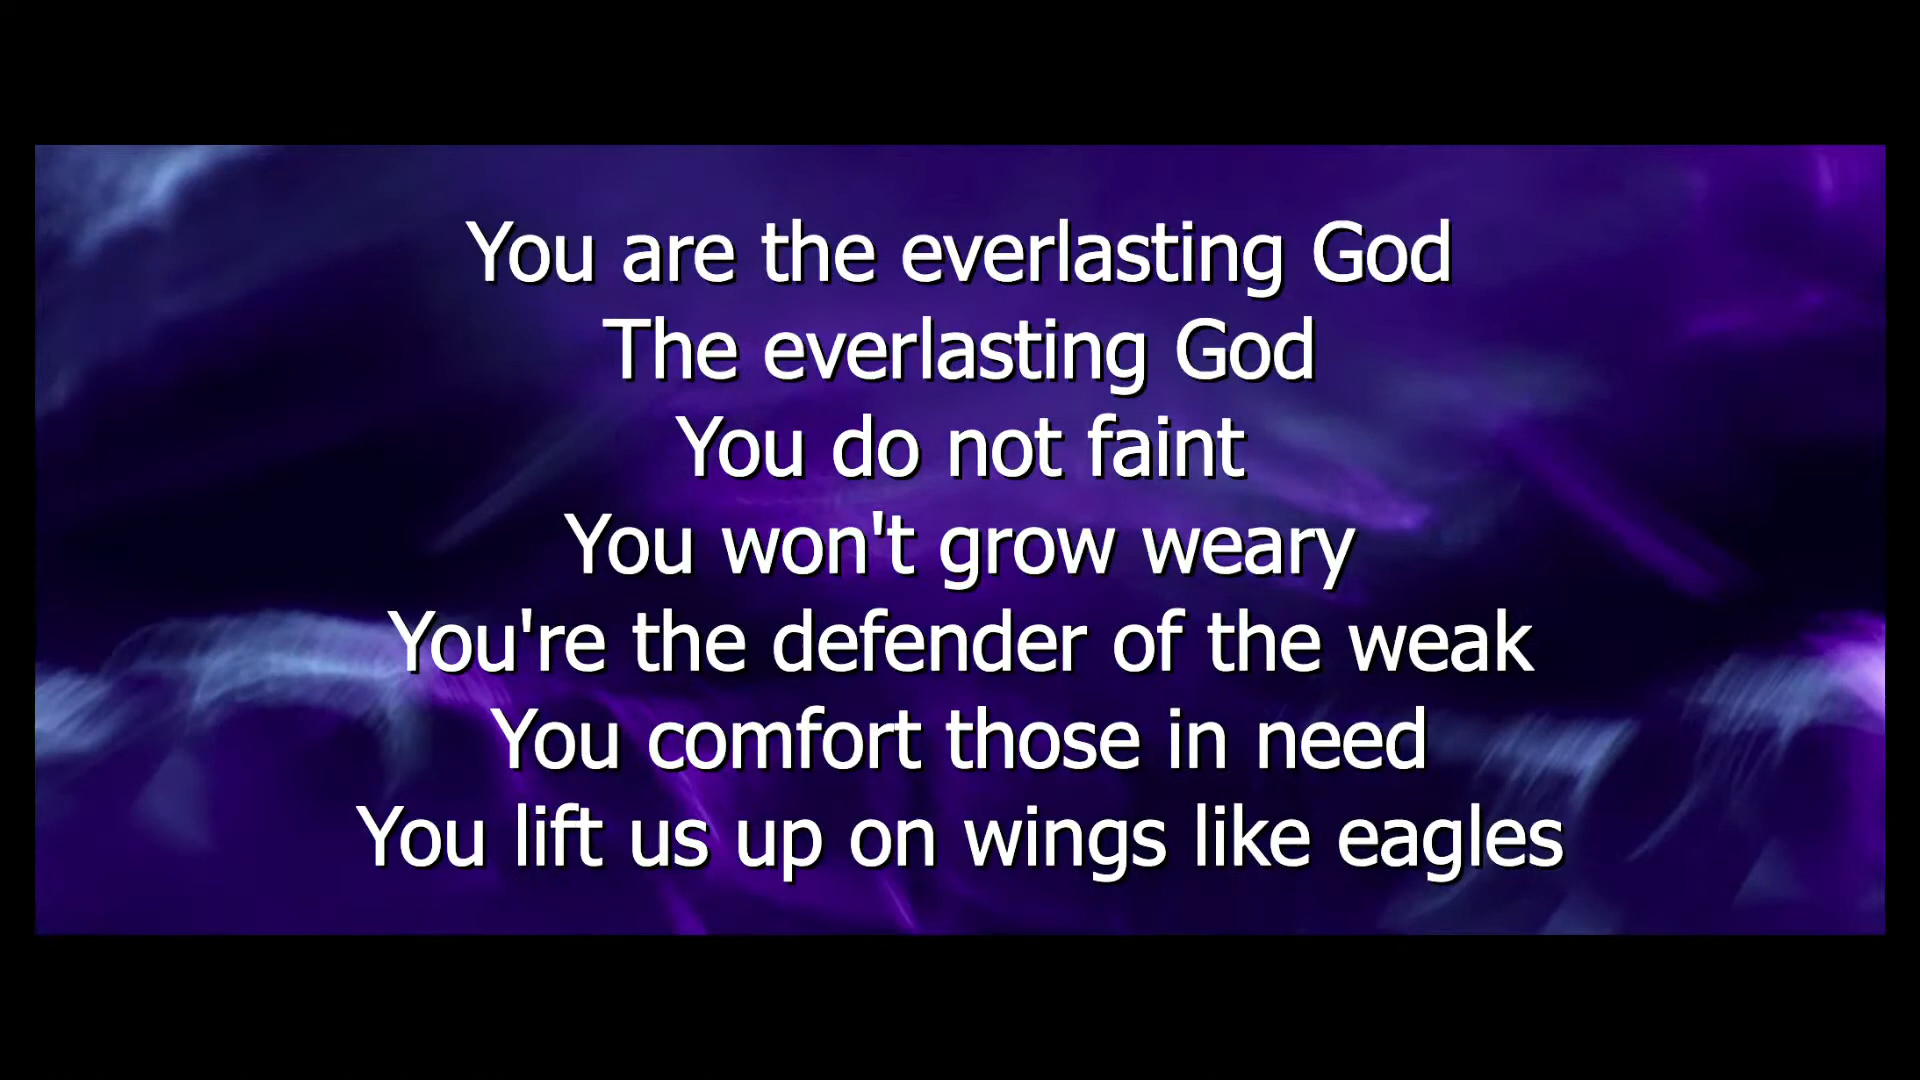 You are the everlasting God
The everlasting God
You do not faint
You won't grow weary
You're the defender of the weak
You comfort those in need
You lift us up on wings like eagles